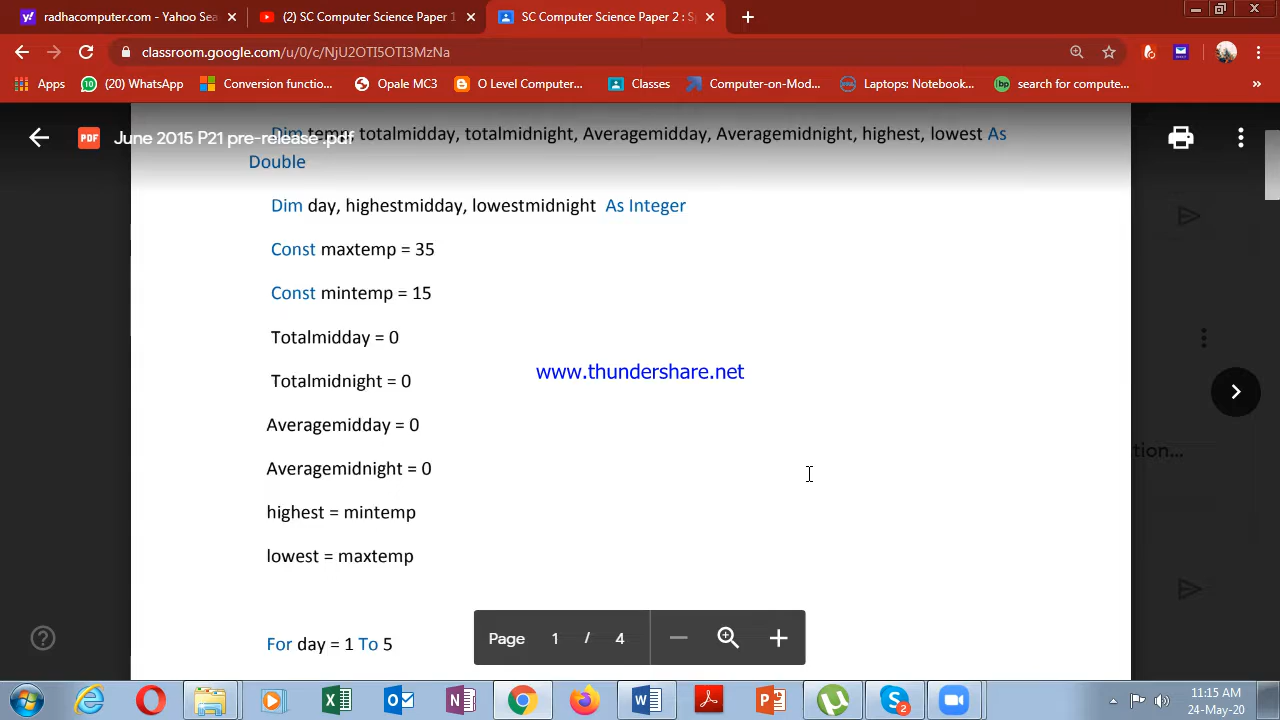 radhacomputer.com - Yahoo Sea
(2) SC Computer Science Paper 1
SC Computer Science Paper 2 : S
classroom.google.com/u/0/c/NjU2OTI5OTI3MzNa
Apps
(20) WhatsApp
Conversion functio...
Opale MC3
O Level Computer...
Classes
Computer-on-Mod...
Laptops: Notebook...
search for compute...
»
PDF
June 2015 P21 pre-release .pdf
Dim temp, totalmidday, totalmidnight, Averagemidday, Averagemidnight, highest, lowest As
Double
Dim day, highestmidday, lowestmidnight As Integer
Const maxtemp = 35
Const mintemp = 15
Totalmidday = 0
www.thundershare.net
Totalmidnight = 0
Averagemidday = 0
tion...
Averagemidnight = 0
highest = mintemp
lowest = maxtemp
For day = 1 To 5
Page 1 / 4
11:15 AM
24-May-20